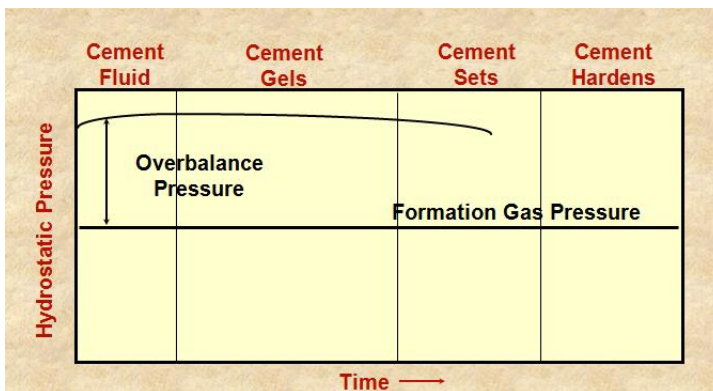 Cement Fluid
Cement Gels
Cement Sets
Cement Hardens
Hydrostatic Pressure
Overbalance
Pressure
Formation Gas Pressure
Time